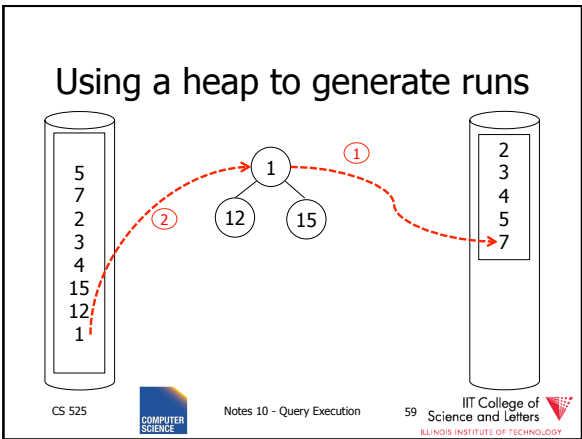 Using a heap to generate runs
5
7
2
3
4
15
12
1
2
1
12
15
1
2
3
4
5
7
CS 525
COMPUTER
SCIENCE
Notes 10 - Query Execution
59
IIT College of
Science and Letters
ILLINOIS INSTITUTE OF TECHNOLOGY